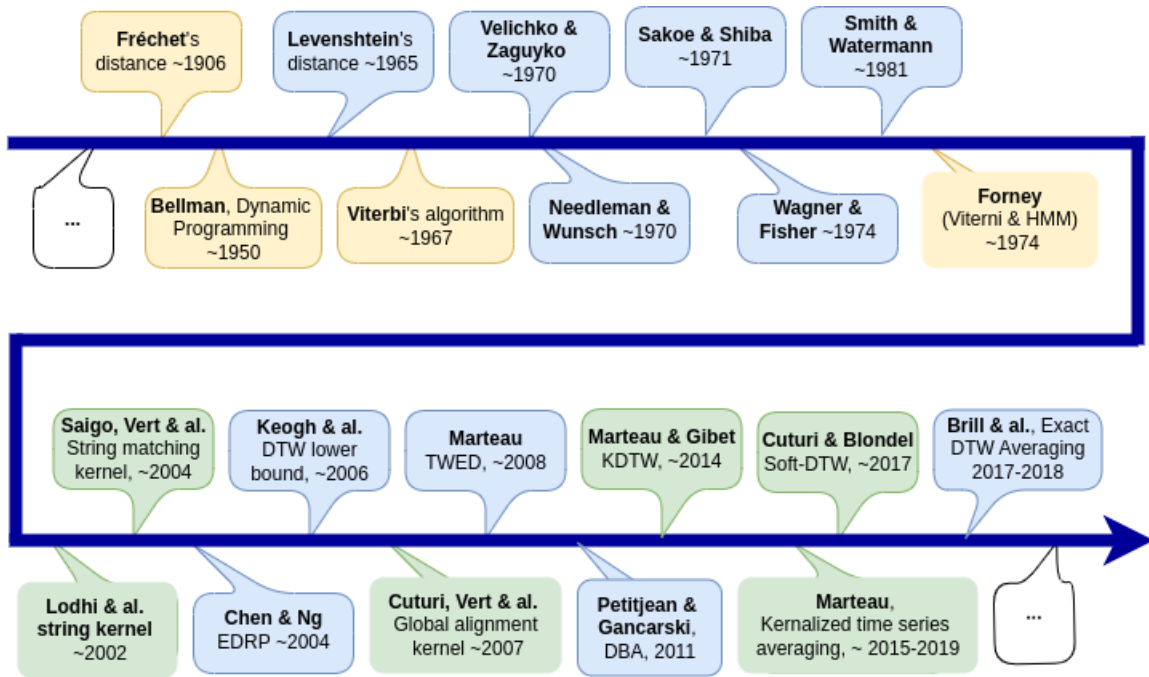 Fréchet's
distance ~1906
Levenshtein's
distance ~1965
Velichko &
Zaguyko
~1970
Sakoe & Shiba
~1971
Smith &
Watermann
~1981
...
Bellman, Dynamic
Programming
~1950
Viterbi's algorithm
~1967
Needleman &
Wunsch ~1970
Wagner &
Fisher ~1974
Forney
(Viterni & HMM)
~1974
Saigo, Vert & al.
String matching
kernel, ~2004
Keogh & al.
DTW lower
bound, ~2006
Marteau
TWED, ~2008
Marteau & Gibet
KDTW, ~2014
Cuturi & Blondel
Soft-DTW, ~2017
Brill & al., Exact
DTW Averaging
2017-2018
Lodhi & al.
string kernel
~2002
Chen & Ng
EDRP ~2004
Cuturi, Vert & al.
Global alignment
kernel ~2007
Petitjean &
Gancarski,
DBA, 2011
Marteau,
Kernalized time series
averaging, ~ 2015-2019
...